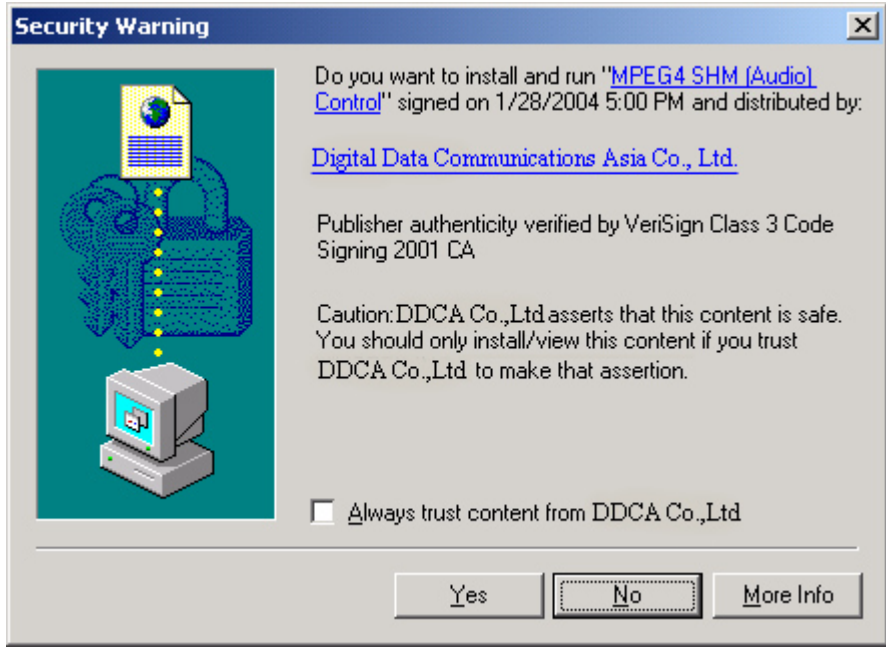 Security Warning
Do you want to install and run "MPEG4 SHM (Audio)
Control" signed on 1/28/2004 5:00 PM and distributed by:
Digital Data Communications Asia Co., Ltd.
Publisher authenticity verified by VeriSign Class 3 Code
Signing 2001 CA
Caution: DDCA Co.,Ltd asserts that this content is safe.
You should only install/view this content if you trust
DDCA Co.,Ltd to make that assertion.
Always trust content from DDCA Co.,Ltd
Yes No More Info